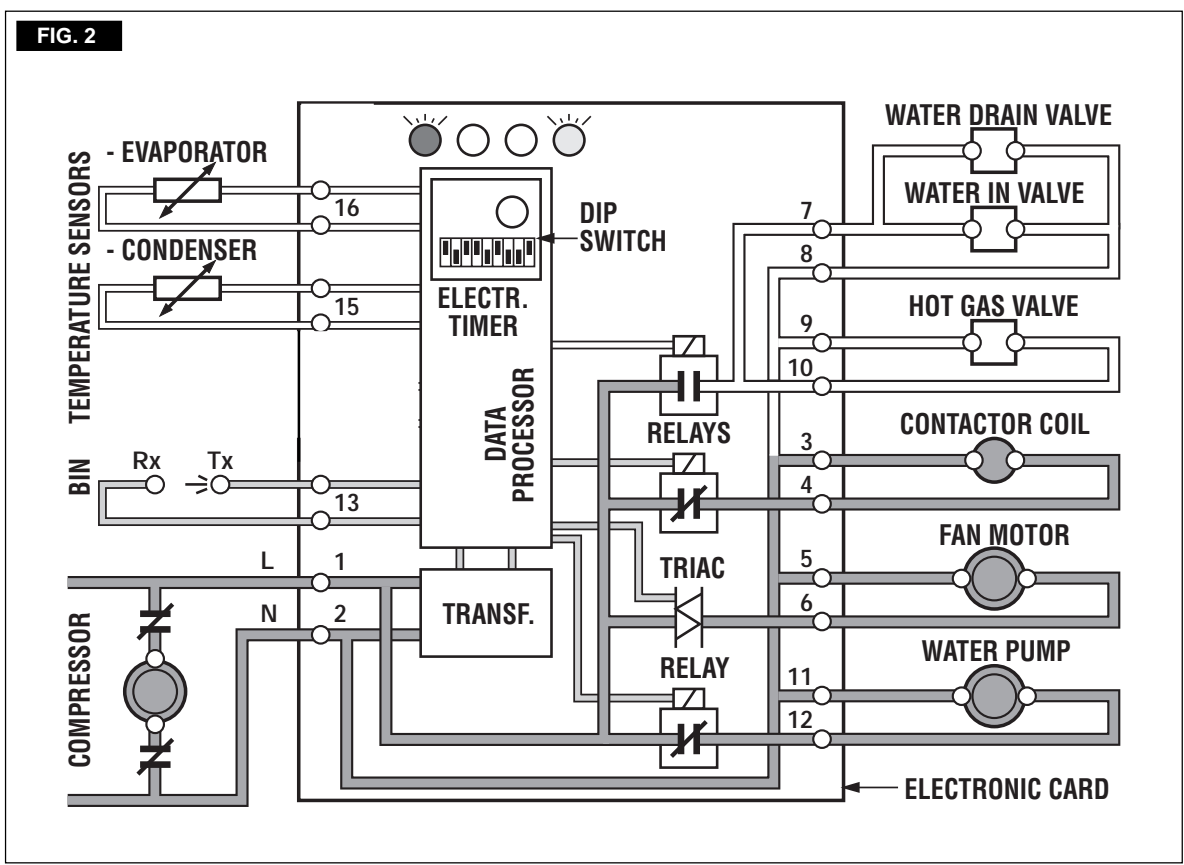 FIG. 2
TEMPERATURE SENSORS
- EVAPORATOR
16
- CONDENSER
15
BIN
Rx
Tx
13
L
1
N
2
COMPRESSOR
DIP
SWITCH
ELECTR.
TIMER
DATA
PROCESSOR
TRANSF.
RELAYS
TRIAC
RELAY
WATER DRAIN VALVE
WATER IN VALVE
7
8
HOT GAS VALVE
9
10
CONTACTOR COIL
3
4
FAN MOTOR
5
6
WATER PUMP
11
12
ELECTRONIC CARD